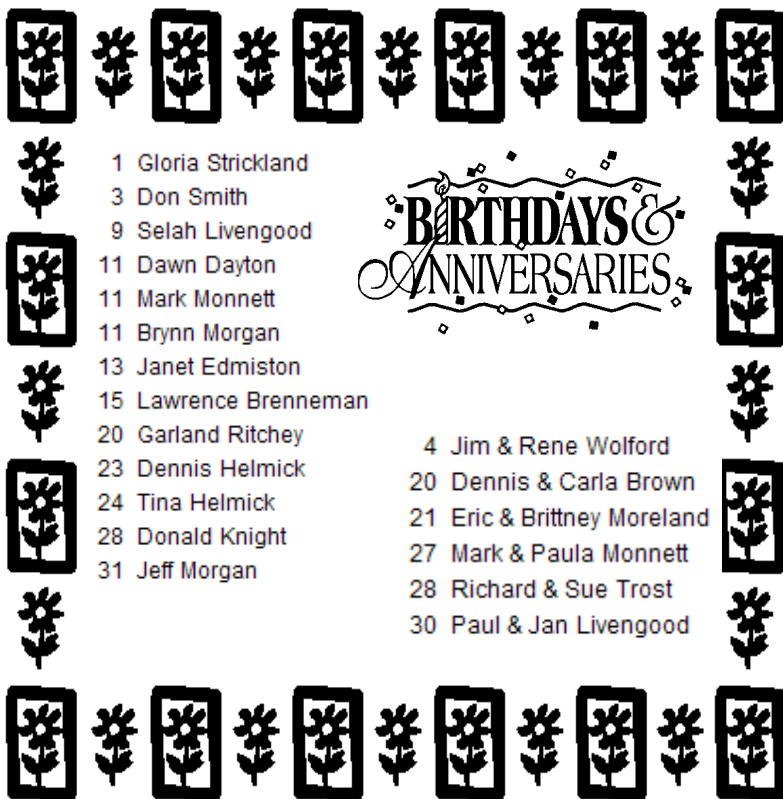 1 Gloria Strickland
3 Don Smith
9 Selah Livengood
11 Dawn Dayton
11 Mark Monnett
11 Brynn Morgan
13 Janet Edmiston
15 Lawrence Brenneman
20 Garland Ritchey
23 Dennis Helmick
24 Tina Helmick
28 Donald Knight
31 Jeff Morgan
BIRTHDAYS &
ANNIVERSARIES
4 Jim & Rene Wolford
20 Dennis & Carla Brown
21 Eric & Brittney Moreland
27 Mark & Paula Monnett
28 Richard & Sue Trost
30 Paul & Jan Livengood